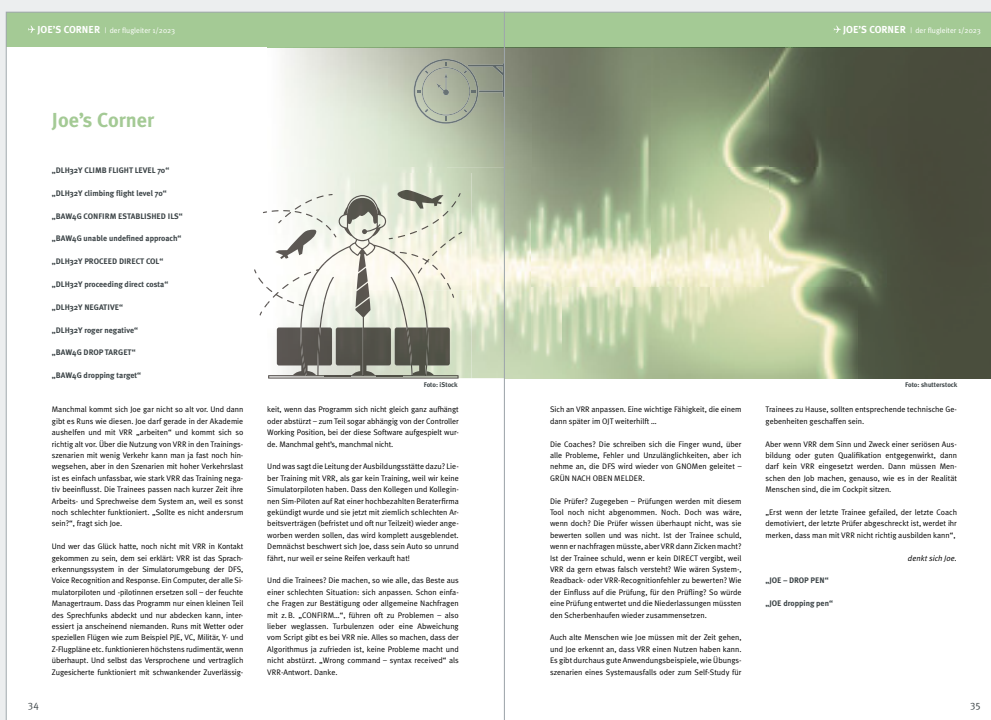 ✈ JOE'S CORNER | der flugleiter 1/2023
✈ JOE'S CORNER | der flugleiter 1/2023
Joe's Corner
„DLH32Y CLIMB FLIGHT LEVEL 70“
„DLH32Y climbing flight level 70“
„BAW4G CONFIRM ESTABLISHED ILS“
„BAW4G unable undefined approach“
„DLH32Y PROCEED DIRECT COL“
„DLH32Y proceeding direct costa“
„DLH32Y NEGATIVE“
„DLH32Y roger negative“
„BAW4G DROP TARGET“
„BAW4G dropping target“
Foto: iStock
Foto: shutterstock
Manchmal kommt sich Joe gar nicht so alt vor. Und dann
gibt es Runs wie diesen. Joe darf gerade in der Akademie
aushelfen und mit VRR „arbeiten“ und kommt sich so
richtig alt vor. Über die Nutzung von VRR in den Trainings-
szenarien mit wenig Verkehr kann man ja fast noch hin-
wegsehen, aber in den Szenarien mit hoher Verkehrslast
ist es einfach unfassbar, wie stark VRR das Training nega-
tiv beeinflusst. Die Trainees passen nach kurzer Zeit ihre
Arbeits- und Sprechweise dem System an, weil es sonst
noch schlechter funktioniert. „Sollte es nicht andersrum
sein?“, fragt sich Joe.
Und wer das Glück hatte, noch nicht mit VRR in Kontakt
gekommen zu sein, dem sei erklärt: VRR ist das Sprach-
erkennungssystem in der Simulatorumgebung der DFS,
Voice Recognition and Response. Ein Computer, der alle Si-
mulatorpiloten und -pilotinnen ersetzen soll – der feuchte
Managertraum. Dass das Programm nur einen kleinen Teil
des Sprechfunks abdeckt und nur abdecken kann, inter-
essiert ja anscheinend niemanden. Runs mit Wetter oder
speziellen Flügen wie zum Beispiel PJE, VC, Militär, Y- und
Z-Flugpläne etc. funktionieren höchstens rudimentär, wenn
überhaupt. Und selbst das Versprochene und vertraglich
Zugesicherte funktioniert mit schwankender Zuverlässig-
keit, wenn das Programm sich nicht gleich ganz aufhängt
oder abstürzt – zum Teil sogar abhängig von der Controller
Working Position, bei der diese Software aufgespielt wur-
de. Manchmal geht's, manchmal nicht.
Und was sagt die Leitung der Ausbildungsstätte dazu? Lie-
ber Training mit VRR, als gar kein Training, weil wir keine
Simulatorpiloten haben. Dass den Kollegen und Kollegin-
nen Sim-Piloten auf Rat einer hochbezahlten Beraterfirma
gekündigt wurde und sie jetzt mit ziemlich schlechten Ar-
beitsverträgen (befristet und oft nur Teilzeit) wieder ange-
worben werden sollen, das wird komplett ausgeblendet.
Demnächst beschwert sich Joe, dass sein Auto so unrund
fährt, nur weil er seine Reifen verkauft hat!
Und die Trainees? Die machen, so wie alle, das Beste aus
einer schlechten Situation: sich anpassen. Schon einfa-
che Fragen zur Bestätigung oder allgemeine Nachfragen
mit z. B. „CONFIRM...“, führen oft zu Problemen – also
lieber weglassen. Turbulenzen oder eine Abweichung
vom Script gibt es bei VRR nie. Alles so machen, dass der
Algorithmus ja zufrieden ist, keine Probleme macht und
nicht abstürzt. „Wrong command – syntax received“ als
VRR-Antwort. Danke.
Sich an VRR anpassen. Eine wichtige Fähigkeit, die einem
dann später im OJT weiterhilft ...
Die Coaches? Die schreiben sich die Finger wund, über
alle Probleme, Fehler und Unzulänglichkeiten, aber ich
nehme an, die DFS wird wieder von GNOMen geleitet –
GRÜN NACH OBEN MELDER.
Die Prüfer? Zugegeben – Prüfungen werden mit diesem
Tool noch nicht abgenommen. Noch. Doch was wäre,
wenn doch? Die Prüfer wissen überhaupt nicht, was sie
bewerten sollen und was nicht. Ist der Trainee schuld,
wenn er nachfragen müsste, aber VRR dann Zicken macht?
Ist der Trainee schuld, wenn er kein DIRECT vergibt, weil
VRR da gern etwas falsch versteht? Wie wären System-,
Readback- oder VRR-Recognitionfehler zu bewerten? Wie
der Einfluss auf die Prüfung, für den Prüfling? So würde
eine Prüfung entwertet und die Niederlassungen müssten
den Scherbenhaufen wieder zusammensetzen.
Auch alte Menschen wie Joe müssen mit der Zeit gehen,
und Joe erkennt an, dass VRR einen Nutzen haben kann.
Es gibt durchaus gute Anwendungsbeispiele, wie Übungs-
szenarien eines Systemausfalls oder zum Self-Study für
Trainees zu Hause, sollten entsprechende technische Ge-
gebenheiten geschaffen sein.
Aber wenn VRR dem Sinn und Zweck einer seriösen Aus-
bildung oder guten Qualifikation entgegenwirkt, dann
darf kein VRR eingesetzt werden. Dann müssen Men-
schen den Job machen, genauso, wie es in der Realität
Menschen sind, die im Cockpit sitzen.
„Erst wenn der letzte Trainee gefailed, der letzte Coach
demotiviert, der letzte Prüfer abgeschreckt ist, werdet ihr
merken, dass man mit VRR nicht richtig ausbilden kann“,
denkt sich Joe.
„JOE – DROP PEN“
„JOE dropping pen“
34
35